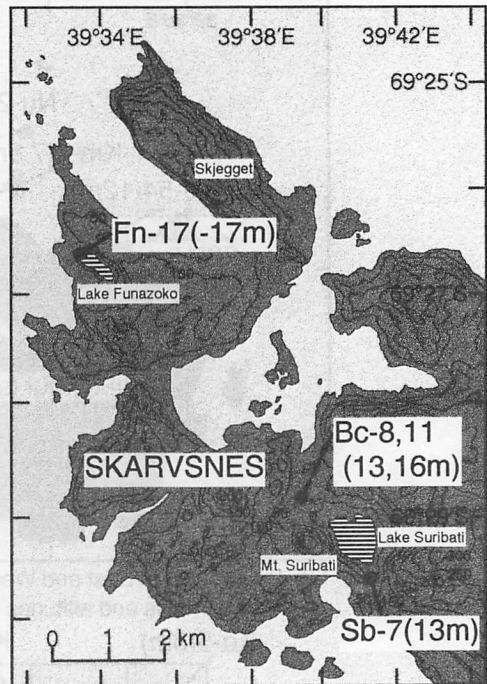 39°34′E 39°38′E 39°42′E
69°25′S
Skjegget
Fn-17(-17m)
Lake Funazoko
69°27′S
Bc-8,11
(13,16m)
SKARVSNES
Lake Suribati
Mt. Suribati
Sb-7(13m)
0 1 2 km